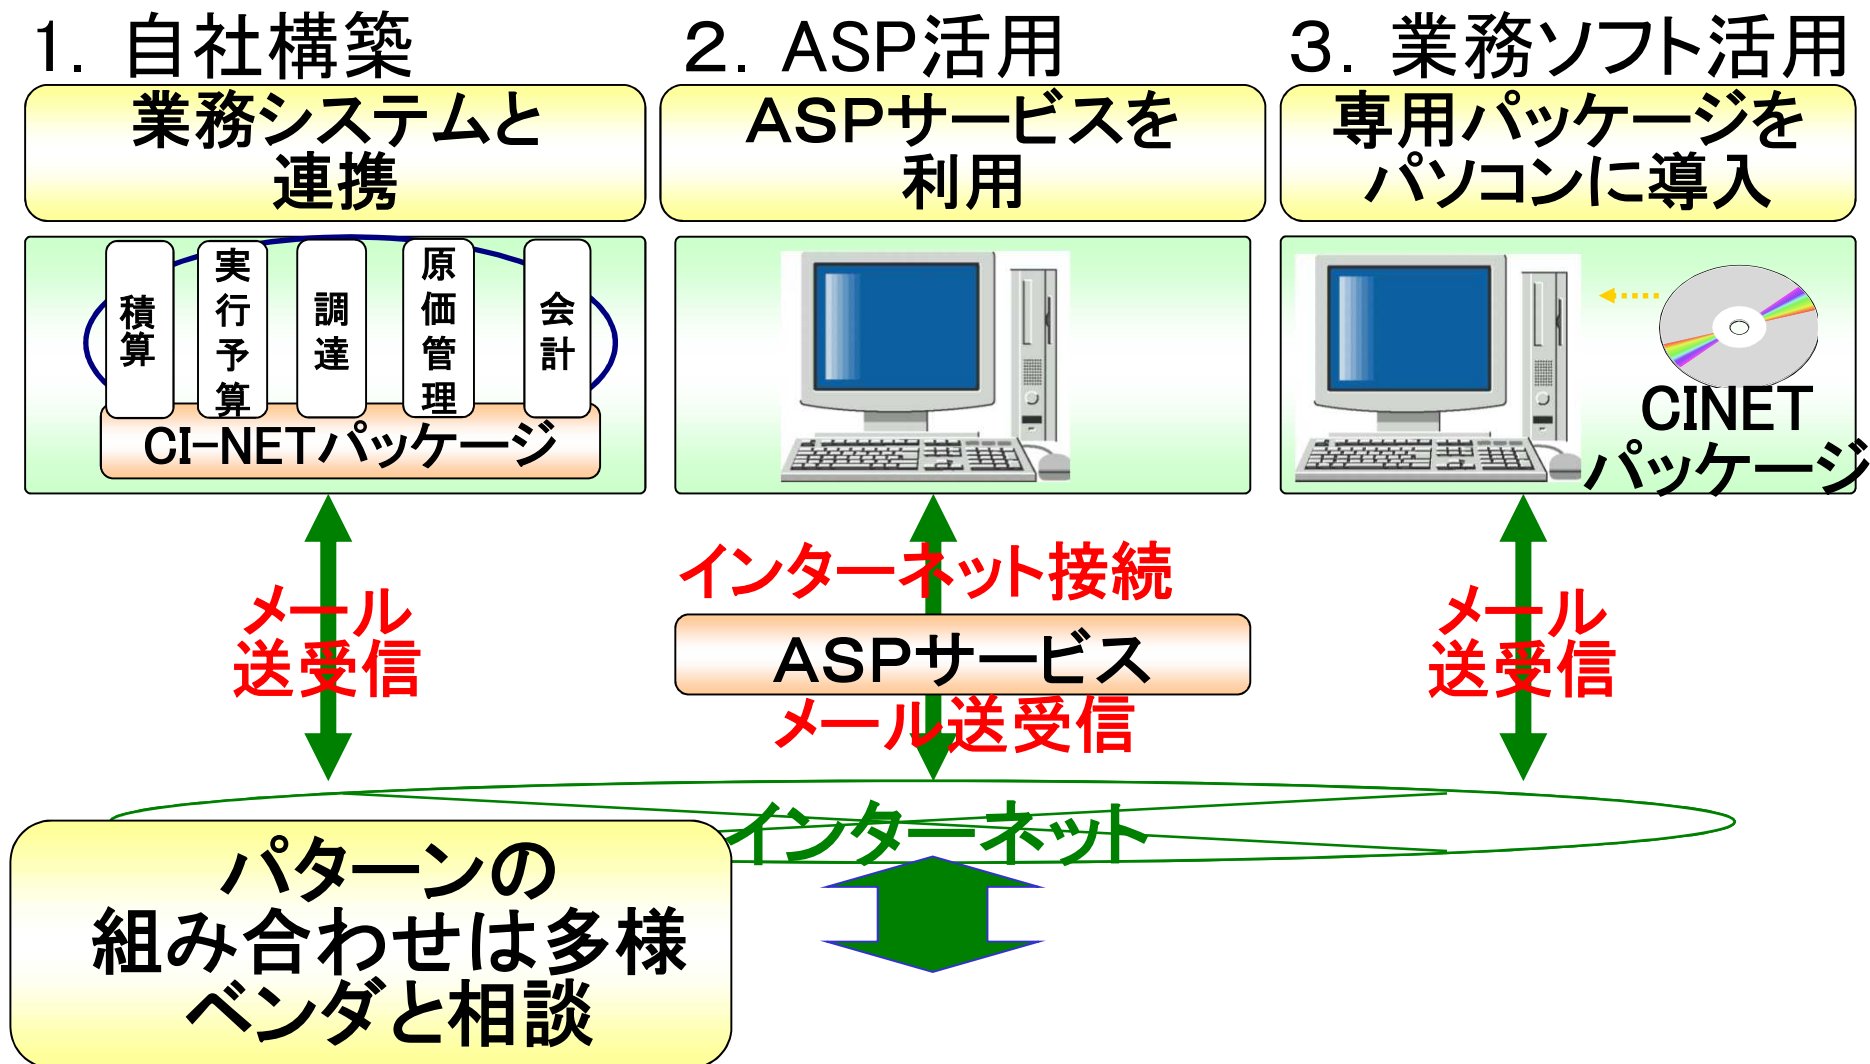 1. 自社構築
業務システムと
連携
積算
実行予算
調達
原価管理
会計
CI-NETパッケージ
メール
送受信
２. ASP活用
ＡＳＰサービスを
利用
インターネット接続
ＡＳＰサービス
メール送受信
３. 業務ソフト活用
専用パッケージを
パソコンに導入
CINET
パッケージ
メール
送受信
インターネット
パターンの
組み合わせは多様
ベンダと相談